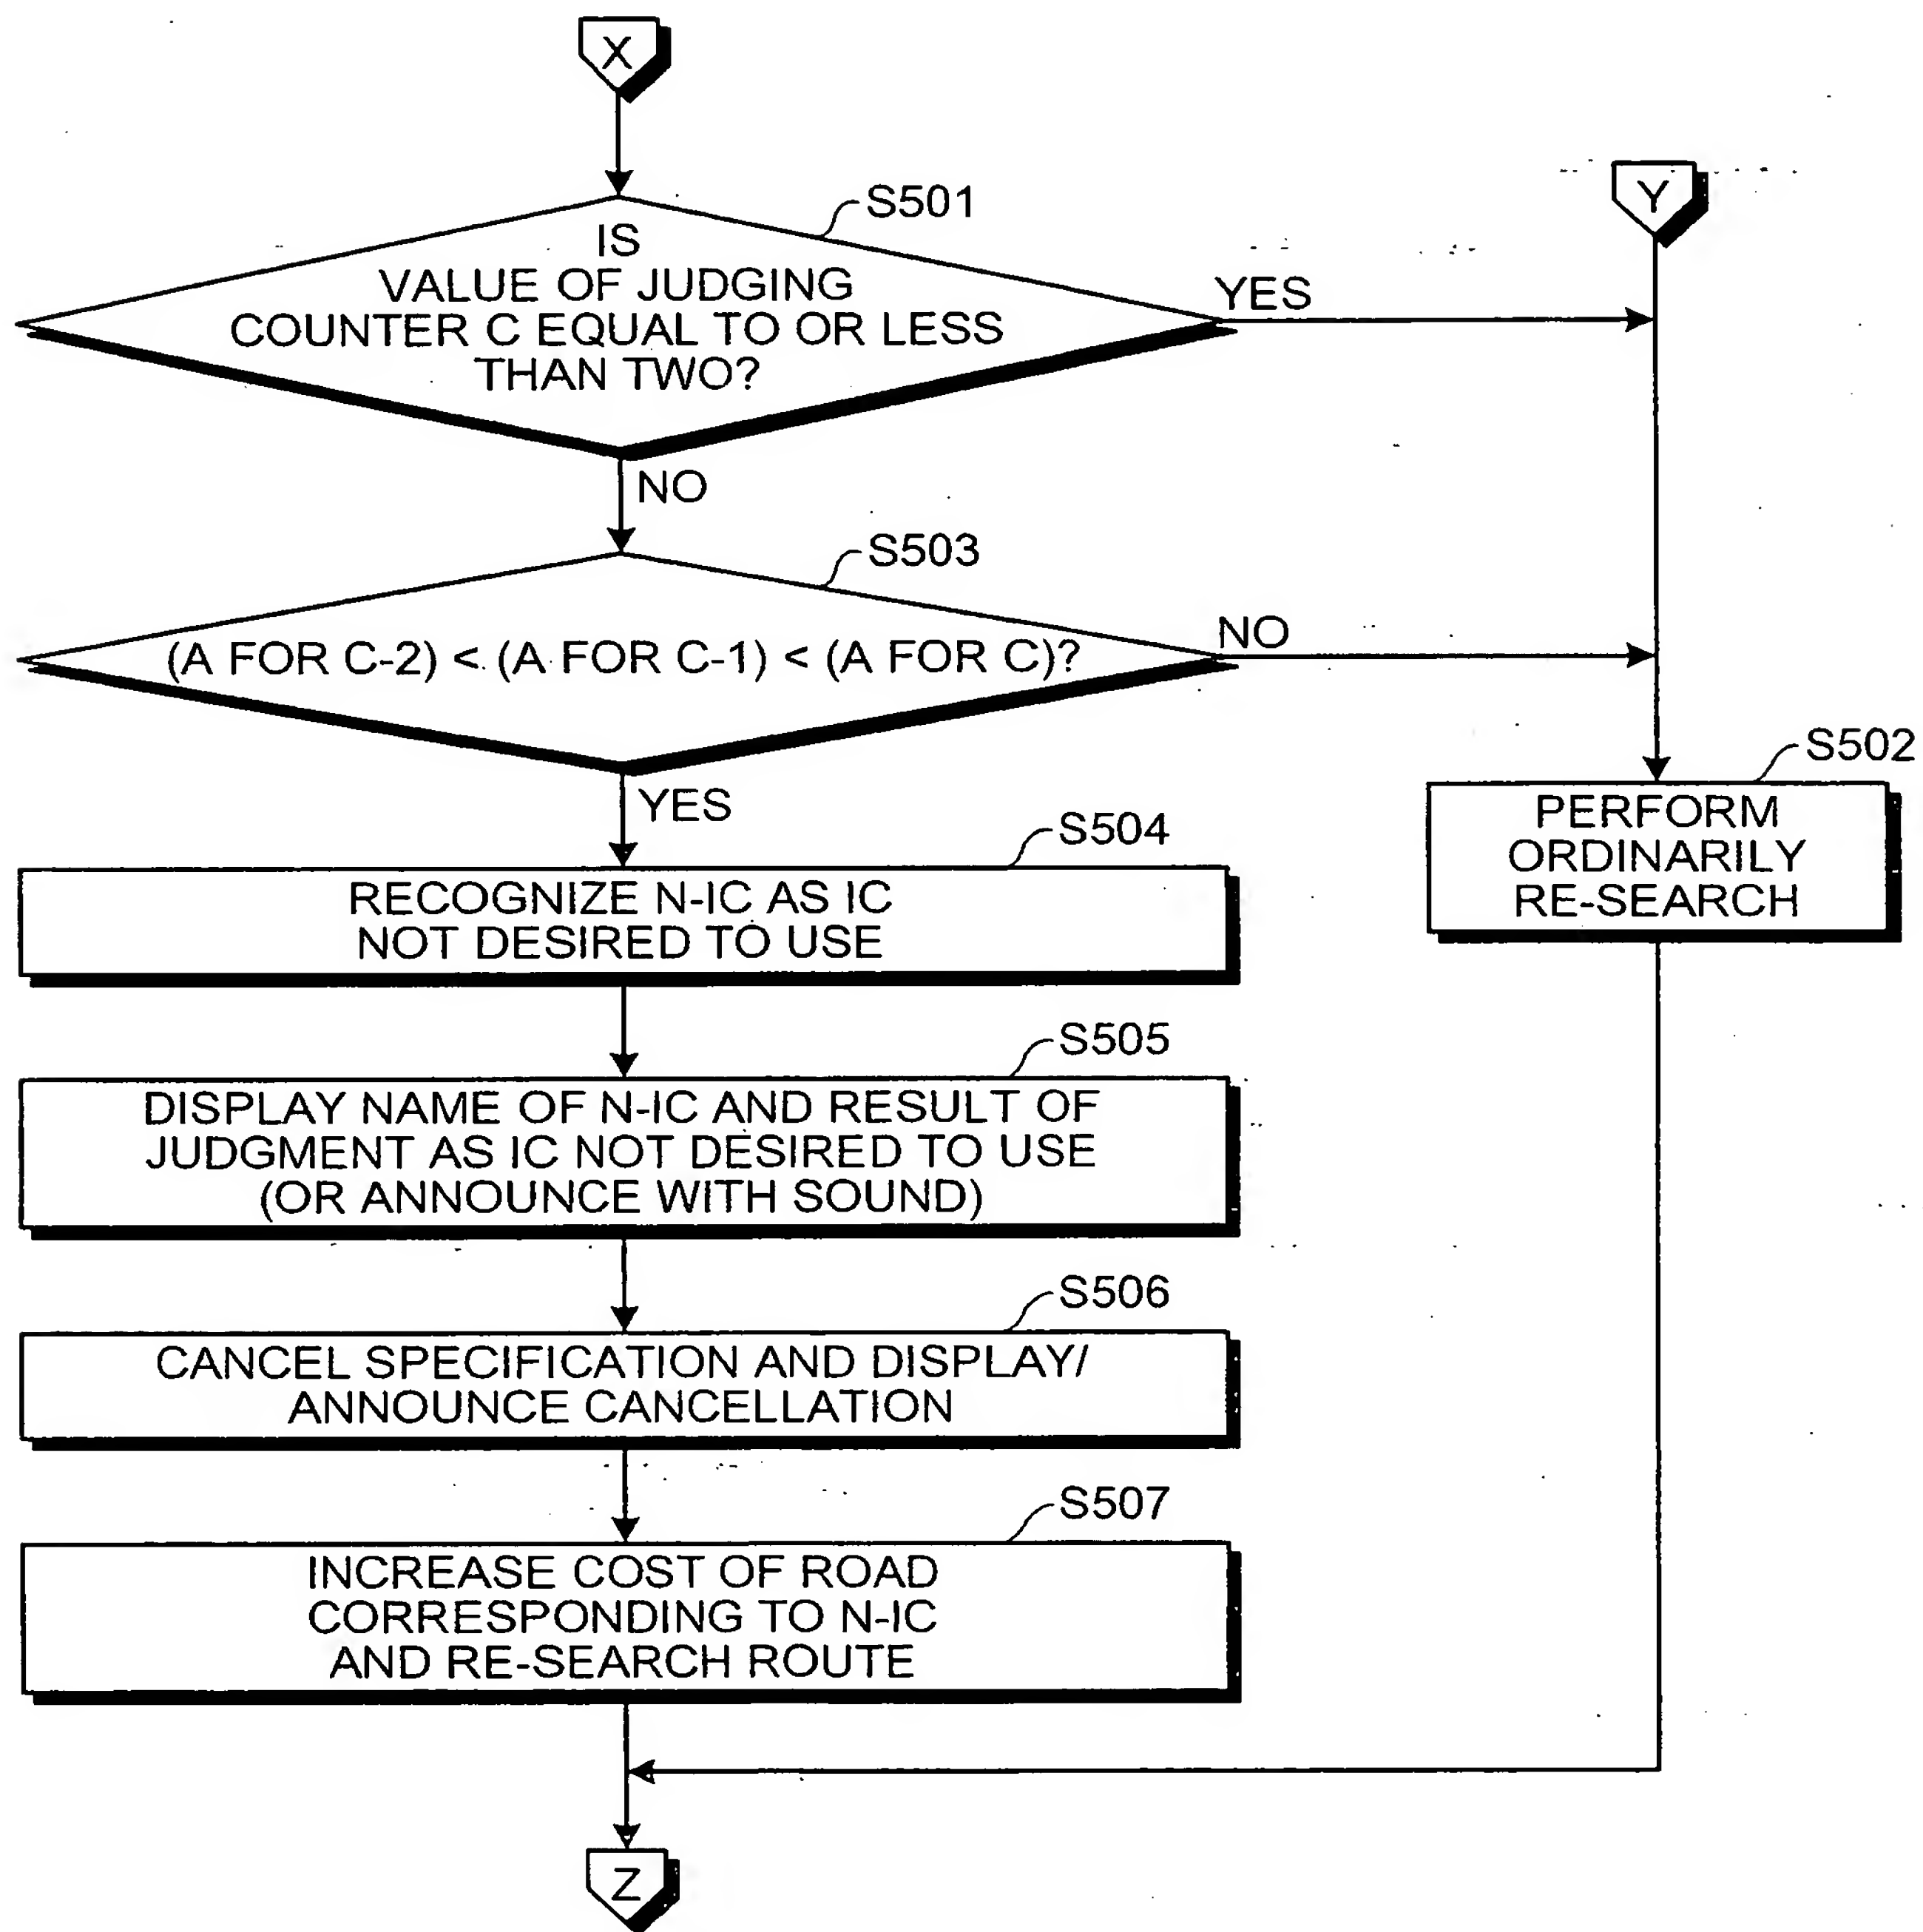 X
S501
IS
VALUE OF JUDGING
COUNTER C EQUAL TO OR LESS
THAN TWO?
YES
Y
NO
S503
(A FOR C-2) < (A FOR C-1) < (A FOR C)?
NO
YES
S502
PERFORM
ORDINARILY
RE-SEARCH
S504
RECOGNIZE N-IC AS IC
NOT DESIRED TO USE
S505
DISPLAY NAME OF N-IC AND RESULT OF
JUDGMENT AS IC NOT DESIRED TO USE
(OR ANNOUNCE WITH SOUND)
S506
CANCEL SPECIFICATION AND DISPLAY/
ANNOUNCE CANCELLATION
S507
INCREASE COST OF ROAD
CORRESPONDING TO N-IC
AND RE-SEARCH ROUTE
Z